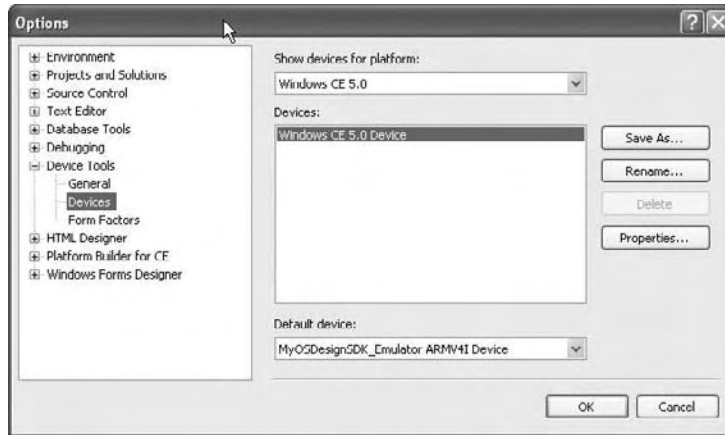 Options
Environment
Projects and Solutions
Source Control
Text Editor
Database Tools
Debugging
Device Tools
General
Devices
Form Factors
HTML Designer
Platform Builder for CE
Windows Forms Designer
Show devices for platform:
Windows CE 5.0
Devices:
Windows CE 5.0 Device
Save As...
Rename...
Delete
Properties...
Default device:
MyOSDesignSDK_Emulator ARMV4I Device
OK
Cancel